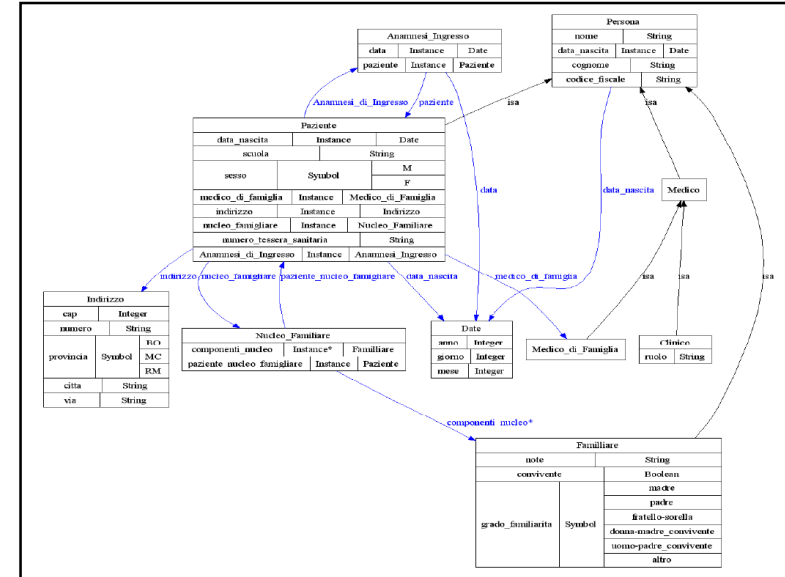 Persona
nome String
data_nascita Instance Date
cognome String
codice_fiscale String
Anamnesi_Ingresso
data Instance Date
paziente Instance Paziente
Anamnesi_di_Ingresso paziente isa
Paziente
data_nascita Instance Date
scuola String
sesso Symbol M
F
medico_di_famiglia Instance Medico_di_Famiglia
indirizzo Instance Indirizzo
nucleo_famigliare Instance Nucleo_Familiare
numero_tessera_sanitaria String
Anamnesi_di_Ingresso Instance Anamnesi_Ingresso
isa
data
data_nascita
Medico
indirizzo nucleo_famigliare paziente_nucleo_famigliare data_nascita medico_di_famiglia isa isa isa
Indirizzo
cap Integer
numero String
provincia Symbol BO
MC
RM
citta String
via String
Nucleo_Familiare
componenti_nucleo Instance* Familliare
paziente_nucleo_famigliare Instance Paziente
Date
anno Integer
giorno Integer
mese Integer
Medico_di_Famiglia
Clinico
ruolo String
componenti_nucleo*
Familliare
note String
convivente Boolean
grado_familiarita Symbol madre
padre
fratello-sorella
donna-madre_convivente
uomo-padre_convivente
altro